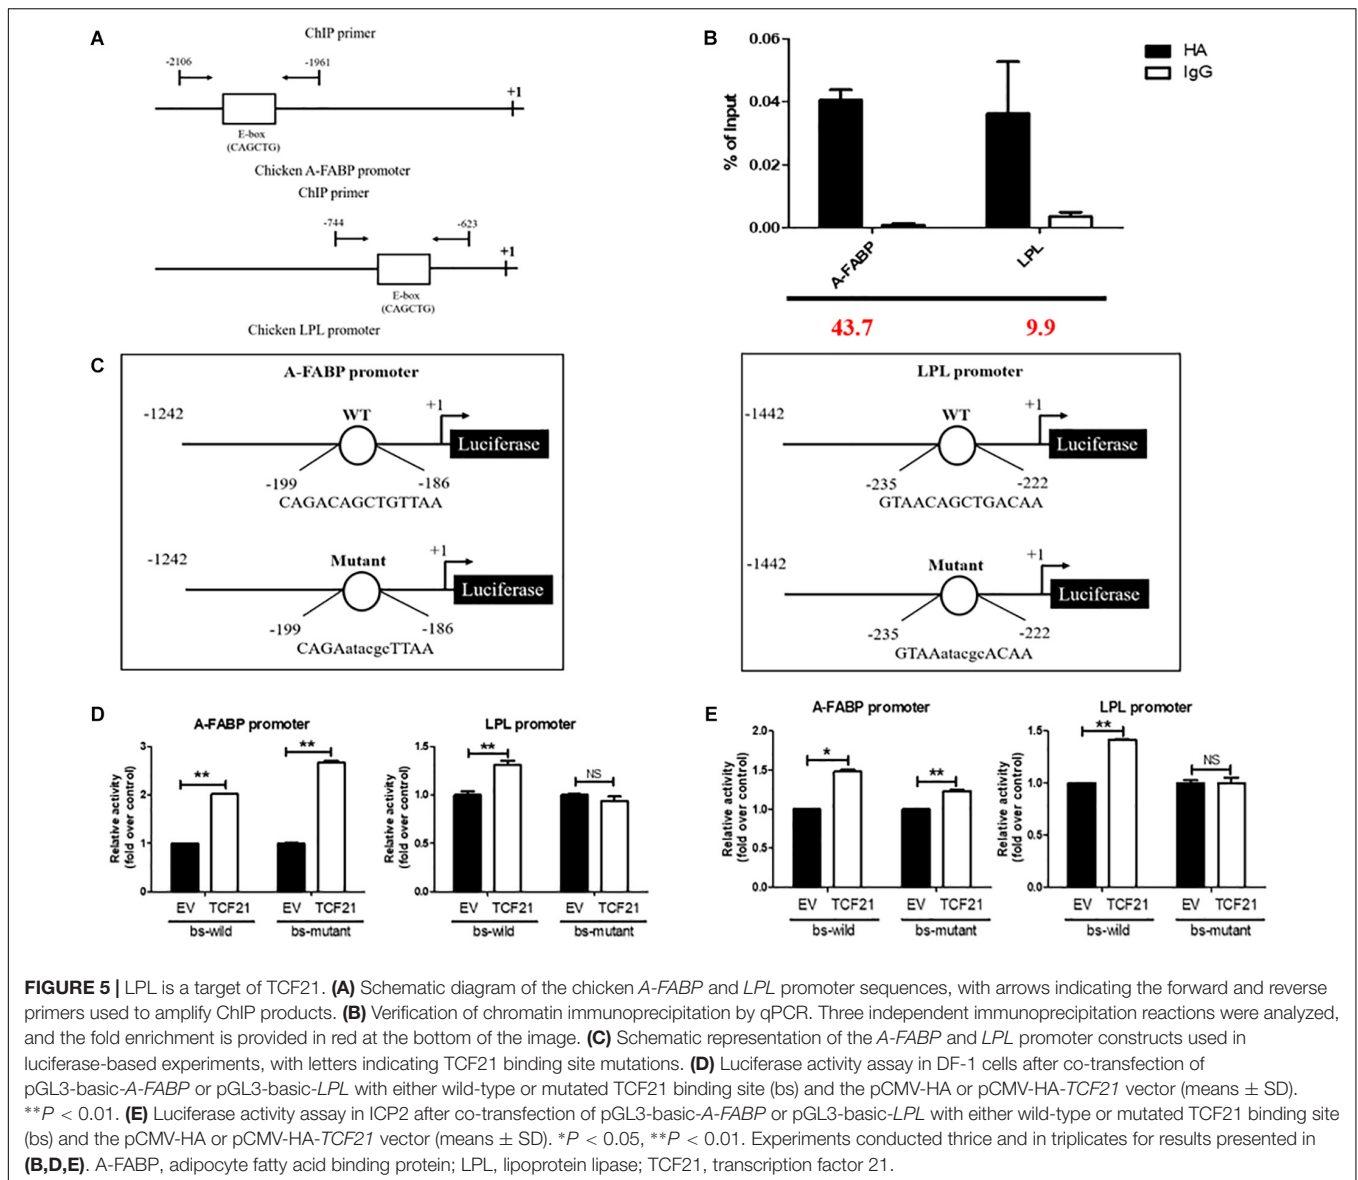 A
ChIP primer
-2106
-1961
+1
E-box
(CAGCTG)
Chicken A-FABP promoter
ChIP primer
-744
-623
+1
E-box
(CAGCTG)
Chicken LPL promoter
B
0.06
0.04
0.02
0.00
% of Input
HA
IgG
A-FABP
LPL
43.7
9.9
C
A-FABP promoter
-1242
WT
+1
Luciferase
-199
-186
CAGACAGCTGTTAA
-1242
Mutant
+1
Luciferase
-199
-186
CAGAatacgcTTAA
LPL promoter
-1442
WT
+1
Luciferase
-235
-222
GTAACAGCTGACAA
-1442
Mutant
+1
Luciferase
-235
-222
GTAAatacgcACAA
D
A-FABP promoter
Relative activity
(fold over control)
3
2
1
0
**
**
EV TCF21 EV TCF21
bs-wild bs-mutant
LPL promoter
Relative activity
(fold over control)
1.5
1.0
0.5
0.0
**
NS
EV TCF21 EV TCF21
bs-wild bs-mutant
E
A-FABP promoter
Relative activity
(fold over control)
2.0
1.5
1.0
0.5
0.0
*
**
EV TCF21 EV TCF21
bs-wild bs-mutant
LPL promoter
Relative activity
(fold over control)
1.5
1.0
0.5
0.0
**
NS
EV TCF21 EV TCF21
bs-wild bs-mutant
FIGURE 5 | LPL is a target of TCF21. (A) Schematic diagram of the chicken A-FABP and LPL promoter sequences, with arrows indicating the forward and reverse
primers used to amplify ChIP products. (B) Verification of chromatin immunoprecipitation by qPCR. Three independent immunoprecipitation reactions were analyzed,
and the fold enrichment is provided in red at the bottom of the image. (C) Schematic representation of the A-FABP and LPL promoter constructs used in
luciferase-based experiments, with letters indicating TCF21 binding site mutations. (D) Luciferase activity assay in DF-1 cells after co-transfection of
pGL3-basic-A-FABP or pGL3-basic-LPL with either wild-type or mutated TCF21 binding site (bs) and the pCMV-HA or pCMV-HA-TCF21 vector (means ± SD).
**P < 0.01. (E) Luciferase activity assay in ICP2 after co-transfection of pGL3-basic-A-FABP or pGL3-basic-LPL with either wild-type or mutated TCF21 binding site
(bs) and the pCMV-HA or pCMV-HA-TCF21 vector (means ± SD). *P < 0.05, **P < 0.01. Experiments conducted thrice and in triplicates for results presented in
(B,D,E). A-FABP, adipocyte fatty acid binding protein; LPL, lipoprotein lipase; TCF21, transcription factor 21.